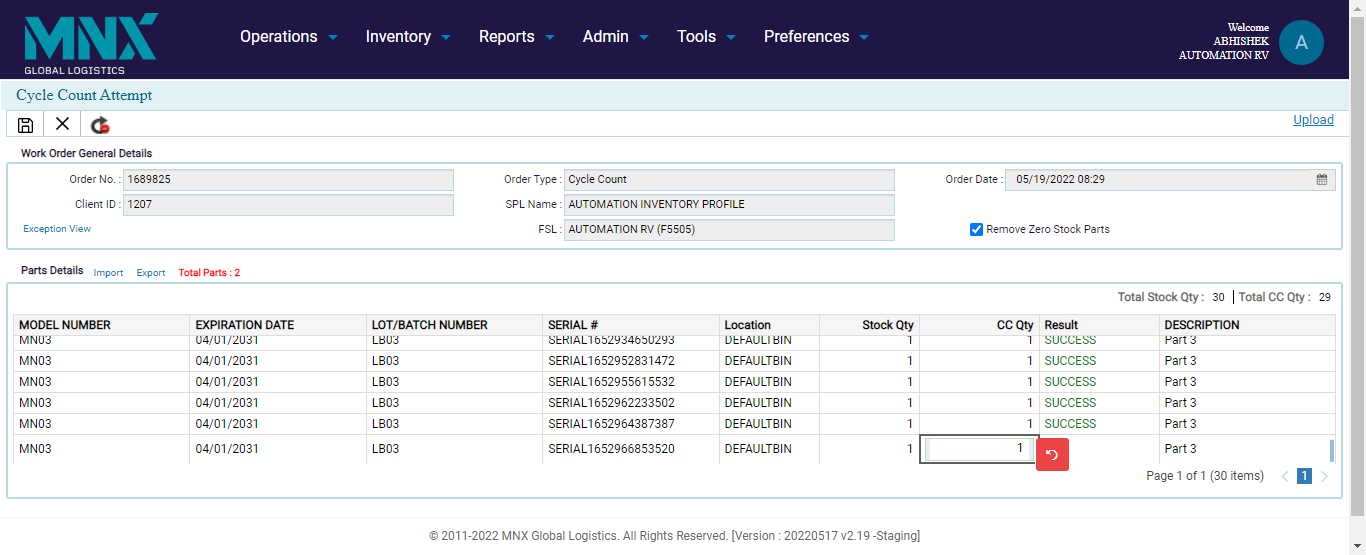 MNX
GLOBAL LOGISTICS
Operations Inventory Reports Admin Tools Preferences
Welcome
ABHISHEK
AUTOMATION RV
A
Cycle Count Attempt
Upload
Work Order General Details
Order No. : 1689825 Order Type : Cycle Count Order Date : 05/19/2022 08:29
Client ID : 1207 SPL Name : AUTOMATION INVENTORY PROFILE
Exception View FSL : AUTOMATION RV (F5505) Remove Zero Stock Parts
Parts Details Import Export Total Parts : 2
Total Stock Qty : 30 Total CC Qty : 29
MODEL NUMBER EXPIRATION DATE LOT/BATCH NUMBER SERIAL # Location Stock Qty CC Qty Result DESCRIPTION
MN03 04/01/2031 LB03 SERIAL1652934650293 DEFAULTBIN 1 1 SUCCESS Part 3
MN03 04/01/2031 LB03 SERIAL1652952831472 DEFAULTBIN 1 1 SUCCESS Part 3
MN03 04/01/2031 LB03 SERIAL1652955615532 DEFAULTBIN 1 1 SUCCESS Part 3
MN03 04/01/2031 LB03 SERIAL1652962233502 DEFAULTBIN 1 1 SUCCESS Part 3
MN03 04/01/2031 LB03 SERIAL1652964387387 DEFAULTBIN 1 1 SUCCESS Part 3
MN03 04/01/2031 LB03 SERIAL1652966853520 DEFAULTBIN 1 1 Part 3
Page 1 of 1 (30 items) 1
© 2011-2022 MNX Global Logistics. All Rights Reserved. [Version : 20220517 v2.19 -Staging]